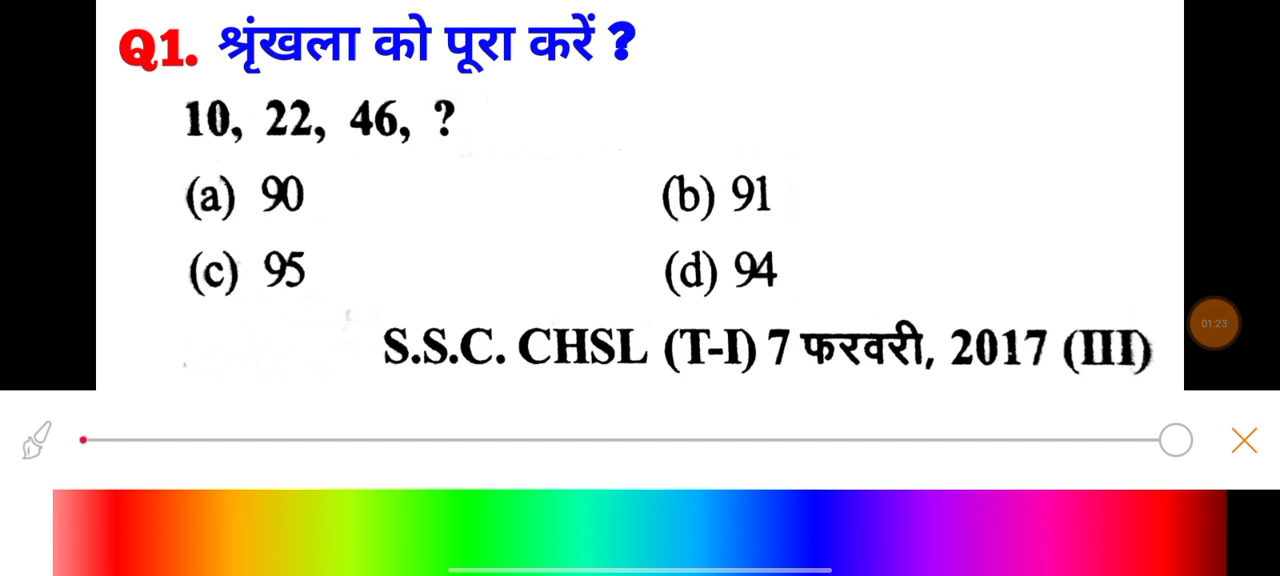 Q1. श्रृंखला को पूरा करें ?
10, 22, 46, ?
(a) 90 (b) 91
(c) 95 (d) 94
S.S.C. CHSL (T-I) 7 फरवरी, 2017 (III)
01:23